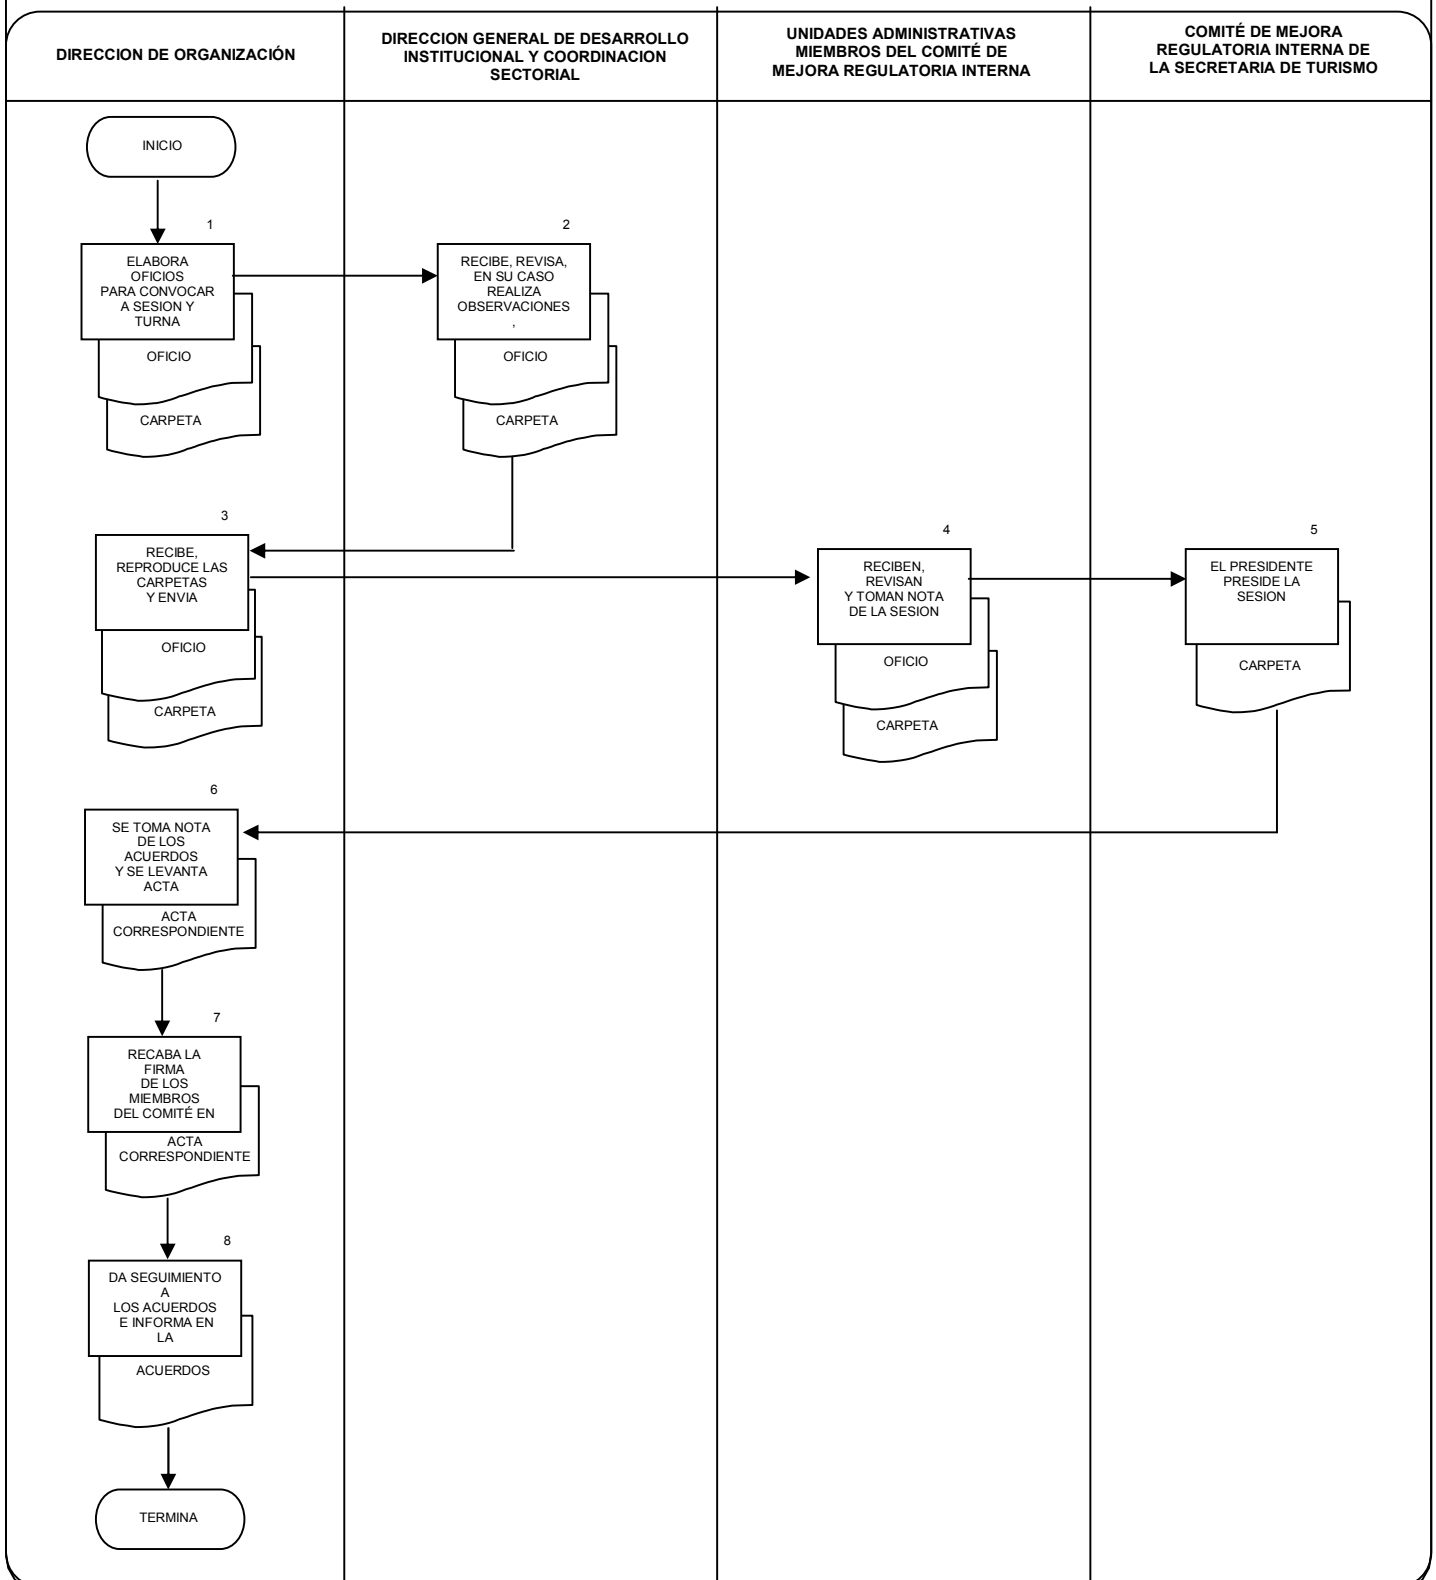 DIRECCION DE ORGANIZACIÓN
DIRECCION GENERAL DE DESARROLLO
INSTITUCIONAL Y COORDINACION
SECTORIAL
UNIDADES ADMINISTRATIVAS
MIEMBROS DEL COMITÉ DE
MEJORA REGULATORIA INTERNA
COMITÉ DE MEJORA
REGULATORIA INTERNA DE
LA SECRETARIA DE TURISMO
INICIO
1
ELABORA
OFICIOS
PARA CONVOCAR
A SESION Y
TURNA
OFICIO
CARPETA
2
RECIBE, REVISA,
EN SU CASO
REALIZA
OBSERVACIONES
,
OFICIO
CARPETA
3
RECIBE,
REPRODUCE LAS
CARPETAS
Y ENVIA
OFICIO
CARPETA
4
RECIBEN,
REVISAN
Y TOMAN NOTA
DE LA SESION
OFICIO
CARPETA
5
EL PRESIDENTE
PRESIDE LA
SESION
CARPETA
6
SE TOMA NOTA
DE LOS
ACUERDOS
Y SE LEVANTA
ACTA
ACTA
CORRESPONDIENTE
7
RECABA LA
FIRMA
DE LOS
MIEMBROS
DEL COMITÉ EN
ACTA
CORRESPONDIENTE
8
DA SEGUIMIENTO
A
LOS ACUERDOS
E INFORMA EN
LA
ACUERDOS
TERMINA